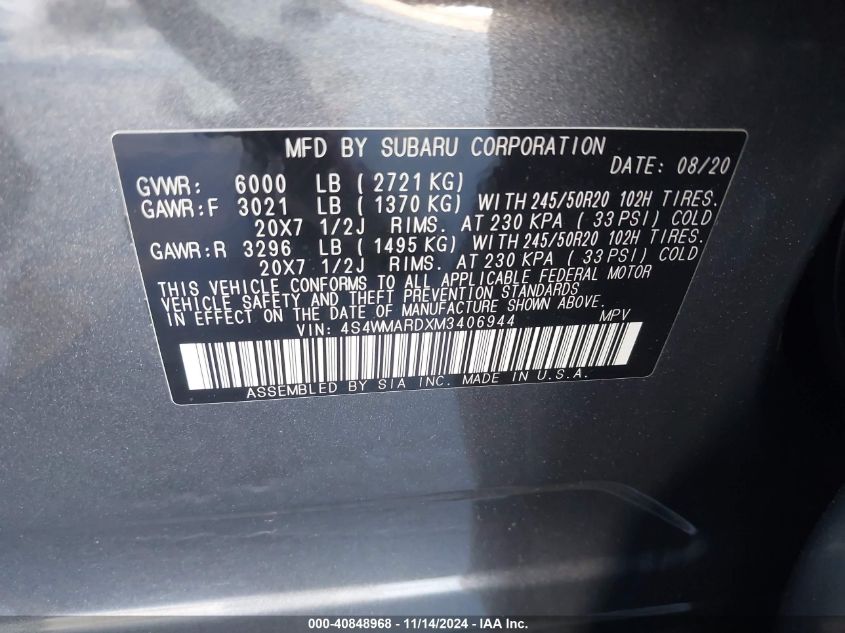 MFD BY SUBARU CORPORATION
DATE: 08/20
GVWR: 6000 LB ( 2721 KG)
GAWR:F 3021 LB ( 1370 KG) WITH 245/50R20 102H TIRES.
20X7 1/2J RIMS. AT 230 KPA ( 33 PSI) COLD
GAWR:R 3296 LB ( 1495 KG) WITH 245/50R20 102H TIRES.
20X7 1/2J RIMS. AT 230 KPA ( 33 PSI) COLD
THIS VEHICLE CONFORMS TO ALL APPLICABLE FEDERAL MOTOR
VEHICLE SAFETY AND THEFT PREVENTION STANDARDS
IN EFFECT ON THE DATE OF MANUFACTURE SHOWN ABOVE.
VIN: 4S4WMARDXM3406944 MPV
ASSEMBLED BY SIA INC. MADE IN U.S.A.
000-40848968 - 11/14/2024 - IAA Inc.